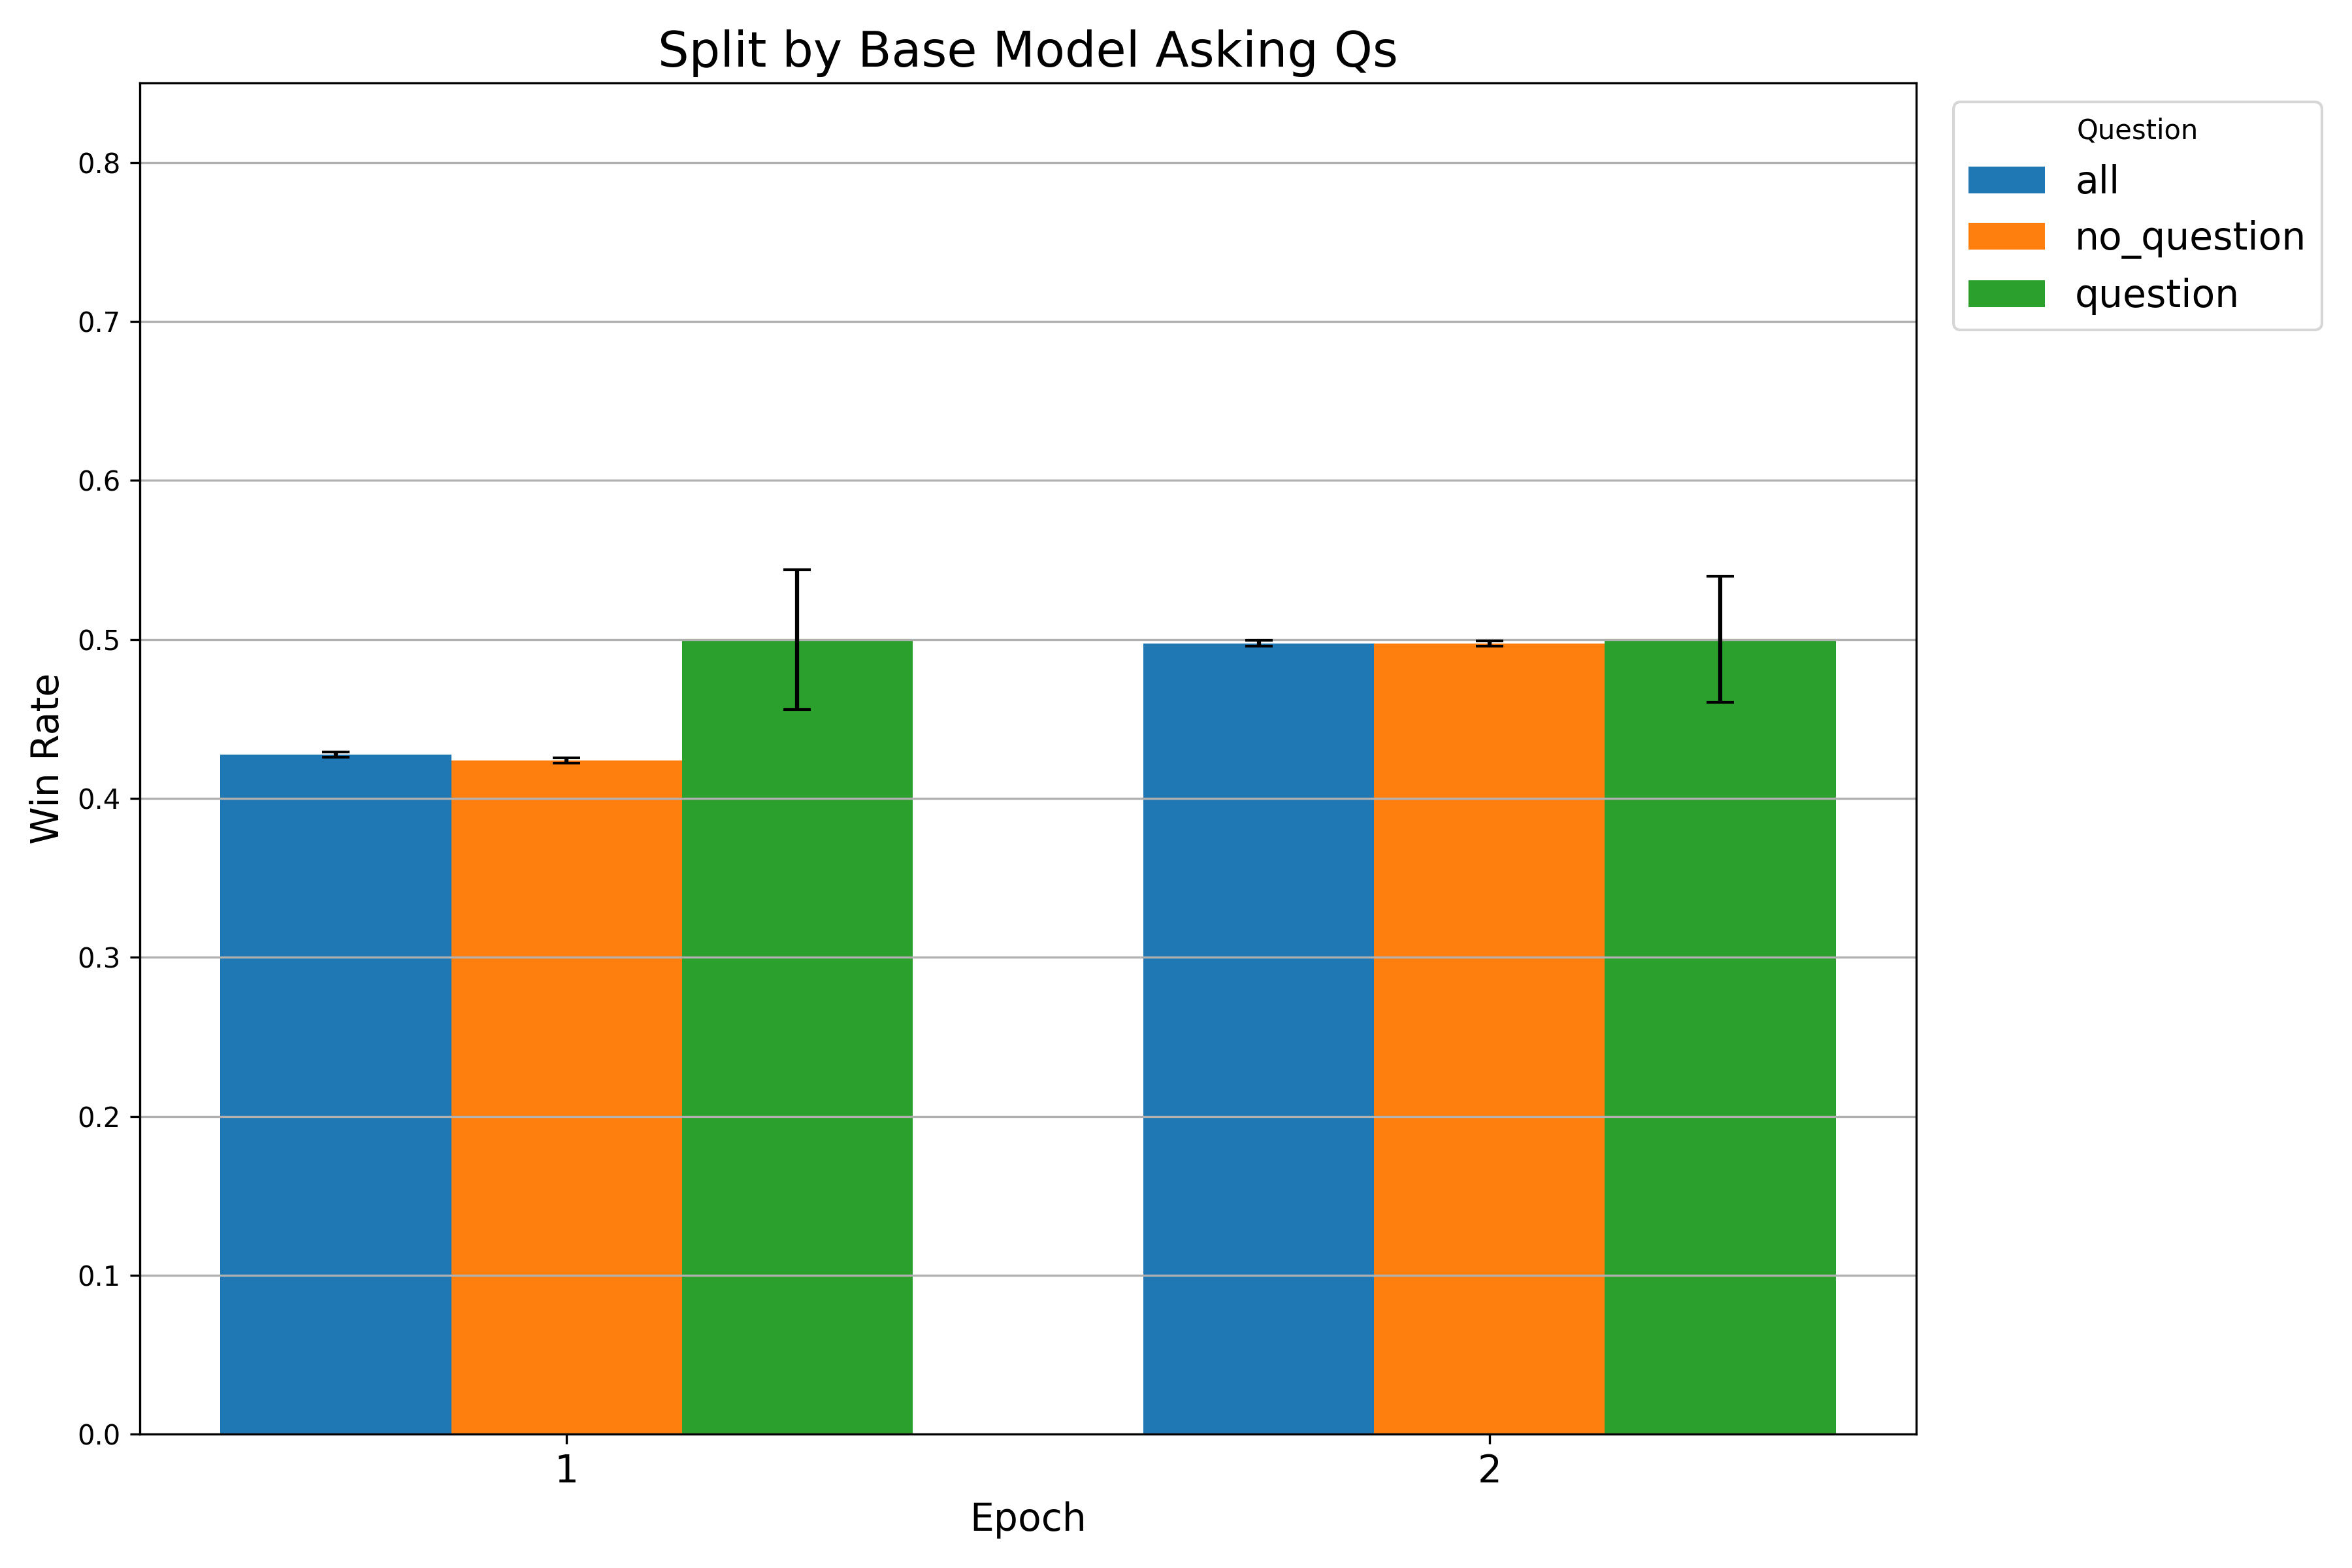 Split by Base Model Asking Qs
Question
all
no_question
question
Win Rate
0.8
0.7
0.6
0.5
0.4
0.3
0.2
0.1
0.0
1
2
Epoch